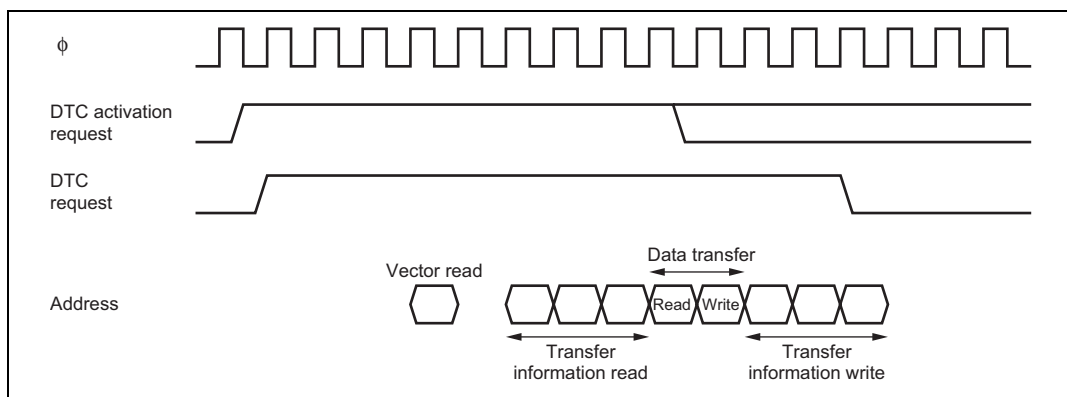 ϕ
DTC activation
request
DTC
request
Data transfer
Vector read
Address
Read
Write
Transfer
information read
Transfer
information write